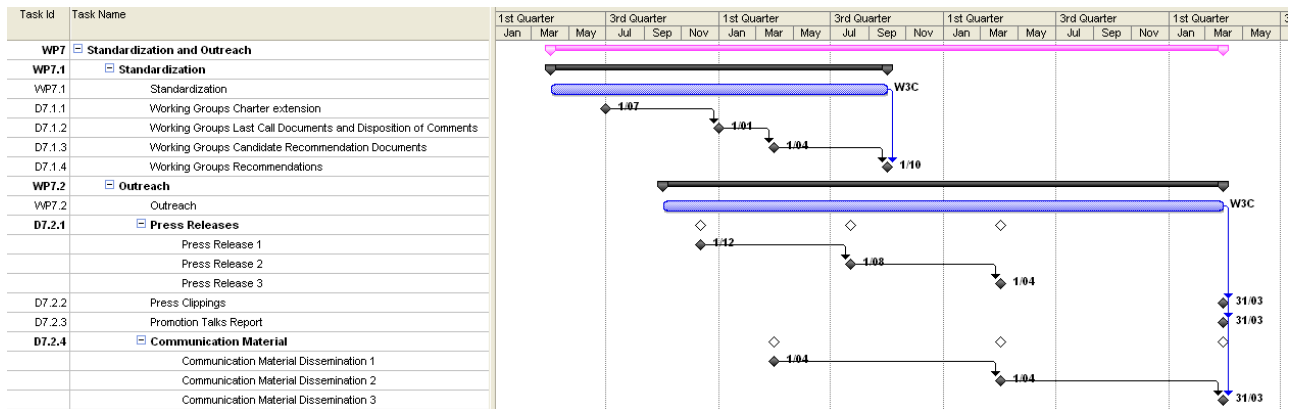 Task Id Task Name 1st Quarter 3rd Quarter 1st Quarter 3rd Quarter 1st Quarter 3rd Quarter 1st Quarter 3
Jan Mar May Jul Sep Nov Jan Mar May Jul Sep Nov Jan Mar May Jul Sep Nov Jan Mar May
WP7 Standardization and Outreach
WP7.1 Standardization
WP7.1 Standardization W3C
D7.1.1 Working Groups Charter extension 1/07
D7.1.2 Working Groups Last Call Documents and Disposition of Comments 1/01
D7.1.3 Working Groups Candidate Recommendation Documents 1/04
D7.1.4 Working Groups Recommendations 1/10
WP7.2 Outreach
WP7.2 Outreach W3C
D7.2.1 Press Releases
Press Release 1 1/12
Press Release 2 1/08
Press Release 3 1/04
D7.2.2 Press Clippings 31/03
D7.2.3 Promotion Talks Report 31/03
D7.2.4 Communication Material
Communication Material Dissemination 1 1/04
Communication Material Dissemination 2 1/04
Communication Material Dissemination 3 31/03